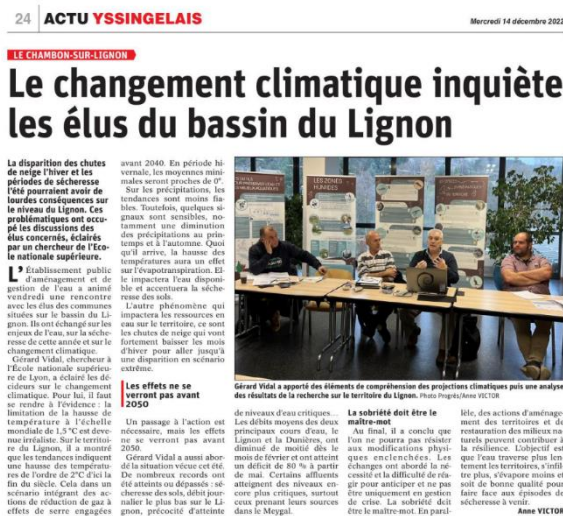 24 ACTU YSSINGELAIS
Mercredi 14 décembre 2022
LE CHAMBON-SUR-LIGNON
Le changement climatique inquiète
les élus du bassin du Lignon
La disparition des chutes
de neige l'hiver et les
périodes de sécheresse
l'été pourraient avoir de
lourdes conséquences sur
le niveau du Lignon. Ces
problématiques ont occu-
pé les discussions des
élus concernés, éclairés
par un chercheur de l'Eco-
le nationale supérieure.
L'Établissement public
d'aménagement et de
gestion de l'eau a animé
vendredi une rencontre
avec les élus des communes
situées sur le bassin du Li-
gnon. Ils ont échangé sur les
enjeux de l'eau, sur la séche-
resse de cette année et sur le
changement climatique.
Gérard Vidal, chercheur à
l'École nationale supérieu-
re de Lyon, a éclairé les dé-
cideurs sur le changement
climatique. Pour lui, il faut
se rendre à l'évidence : la
limitation de la hausse de
température à l'échelle
mondiale de 1,5 °C est deve-
nue irréaliste. Sur le territoi-
re du Lignon, il a montré
que les tendances indiquent
une hausse des températu-
res de l'ordre de 2°C d'ici la
fin du siècle. Cela dans un
scénario intégrant des ac-
tions de réduction de gaz à
effets de serre engagées
avant 2040. En période hi-
vernale, les moyennes mini-
males seront proches de 0°.
Sur les précipitations, les
tendances sont moins fia-
bles. Toutefois, quelques si-
gnaux sont sensibles, no-
tamment une diminution
des précipitations au prin-
temps et à l'automne. Quoi
qu'il arrive, la hausse des
températures aura un effet
sur l'évapotranspiration. El-
le impactera l'eau disponi-
ble et accentuera la séche-
resse des sols.
L'autre phénomène qui
impactera les ressources en
eau sur le territoire, ce sont
les chutes de neige qui vont
fortement baisser les mois
d'hiver pour aller jusqu'à
une disparition en scénario
extrême.
Les effets ne se
verront pas avant
2050
Un passage à l'action est
nécessaire, mais les effets
ne se verront pas avant
2050.
Gérard Vidal a aussi abor-
dé la situation vécue cet été.
De nombreux records ont
été atteints ou dépassés : sé-
cheresse des sols, débit jour-
nalier le plus bas sur le Li-
gnon, précocité d'atteinte
LES ZONES
HUMIDES
Gérard Vidal a apporté des éléments de compréhension des projections climatiques puis une analyse
des résultats de la recherche sur le territoire du Lignon. Photo Progrès/Anne VICTOR
de niveaux d'eau critiques…
Les débits moyens des deux
principaux cours d'eau, le
Lignon et la Dunières, ont
diminué de moitié dès le
mois de février et ont atteint
un déficit de 80 % à partir
de mai. Certains affluents
atteignent des niveaux en-
core plus critiques, surtout
ceux prenant leurs sources
dans le Meygal.
La sobriété doit être le
maître-mot
Au final, il a conclu que
l'on ne pourra pas résister
aux modifications physi-
ques enclenchées. Les
échanges ont abordé la né-
cessité et la difficulté de réa-
gir pour anticiper et ne pas
être uniquement en gestion
de crise. La sobriété doit
être le maître-mot. En paral-
lèle, des actions d'aménage-
ment des territoires et de
restauration des milieux na-
turels peuvent contribuer à
la résilience. L'objectif est
que l'eau traverse plus len-
tement les territoires, s'infil-
tre plus, s'évapore moins et
soit de bonne qualité pour
faire face aux épisodes de
sécheresse à venir.
Anne VICTOR